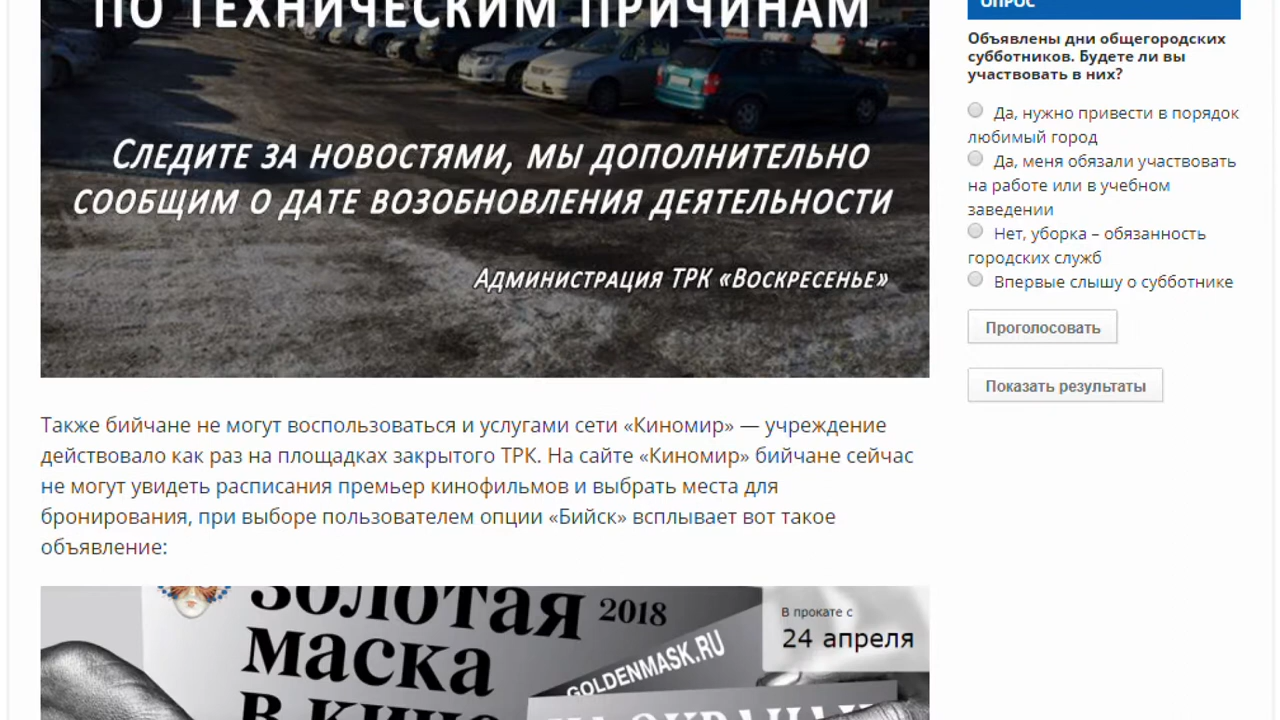 ПО ТЕХНИЧЕСКИМ ПРИЧИНАМ
СЛЕДИТЕ ЗА НОВОСТЯМИ, МЫ ДОПОЛНИТЕЛЬНО
СООБЩИМ О ДАТЕ ВОЗОБНОВЛЕНИЯ ДЕЯТЕЛЬНОСТИ
АДМИНИСТРАЦИЯ ТРК «ВОСКРЕСЕНЬЕ»
Также бийчане не могут воспользоваться и услугами сети «Киномир» — учреждение
действовало как раз на площадках закрытого ТРК. На сайте «Киномир» бийчане сейчас
не могут увидеть расписания премьер кинофильмов и выбрать места для
бронирования, при выборе пользователем опции «Бийск» всплывает вот такое
объявление:
ЗОЛОТАЯ 2018
маска
в кино
GOLDENMASK.RU
НА ЭКРАНАХ
В прокате с
24 апреля
ОПРОС
Объявлены дни общегородских
субботников. Будете ли вы
участвовать в них?
Да, нужно привести в порядок
любимый город
Да, меня обязали участвовать
на работе или в учебном
заведении
Нет, уборка – обязанность
городских служб
Впервые слышу о субботнике
Проголосовать
Показать результаты